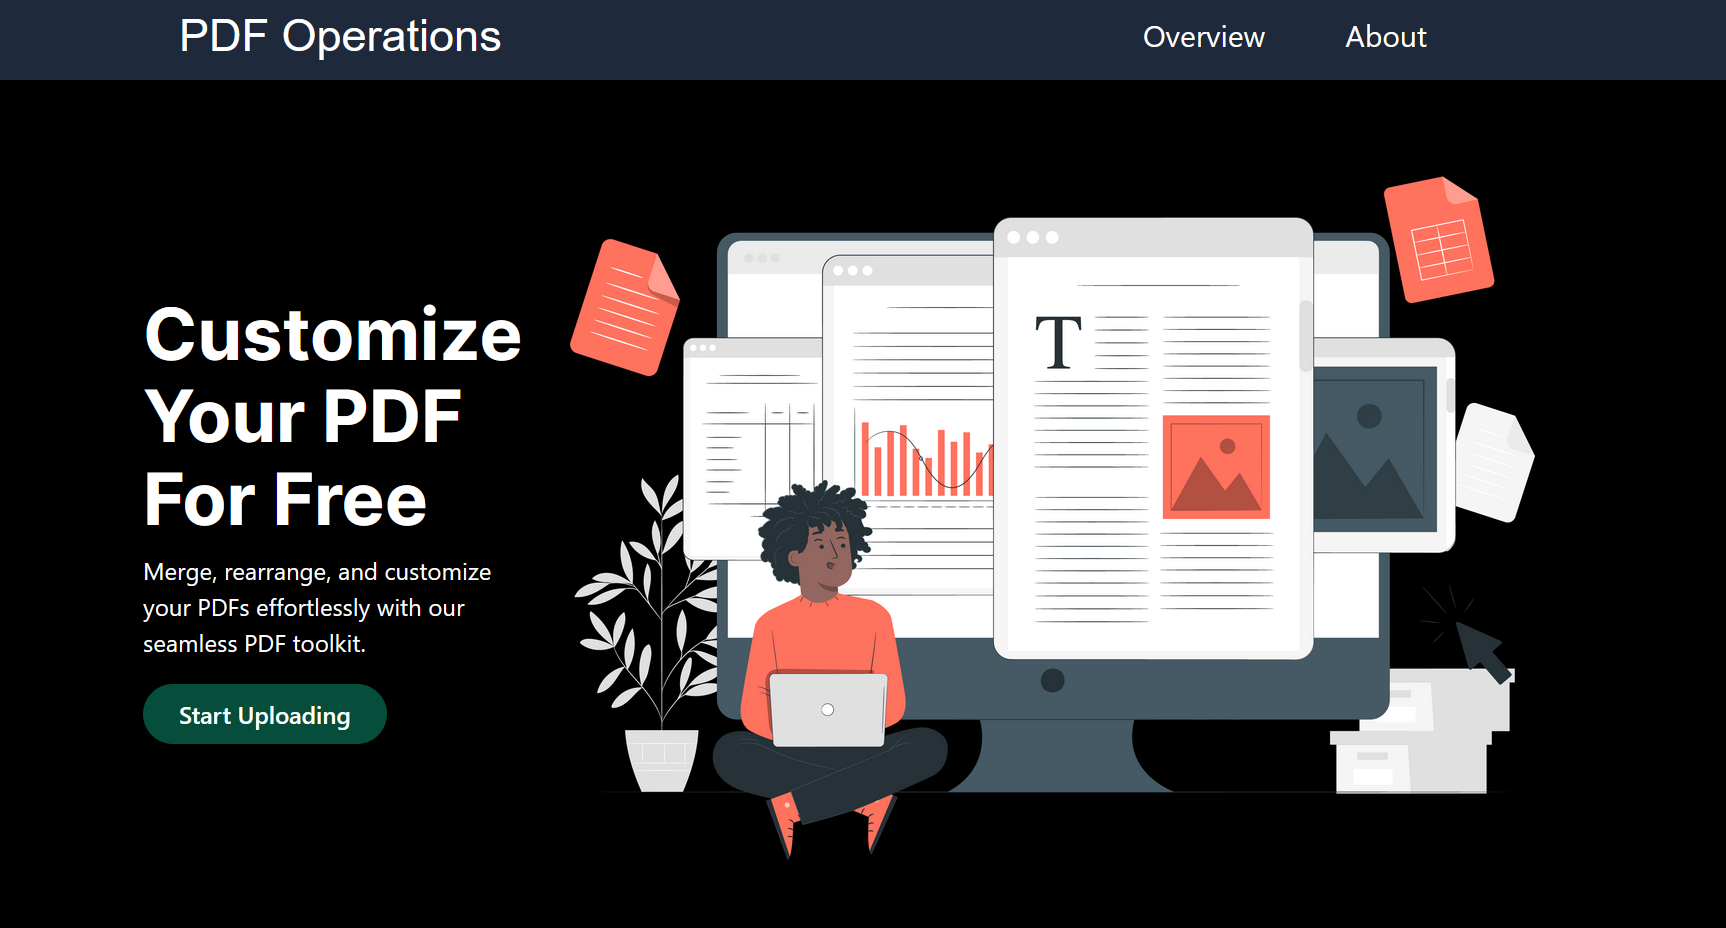 PDF Operations
Overview
About
Customize
Your PDF
For Free
Merge, rearrange, and customize
your PDFs effortlessly with our
seamless PDF toolkit.
Start Uploading
T